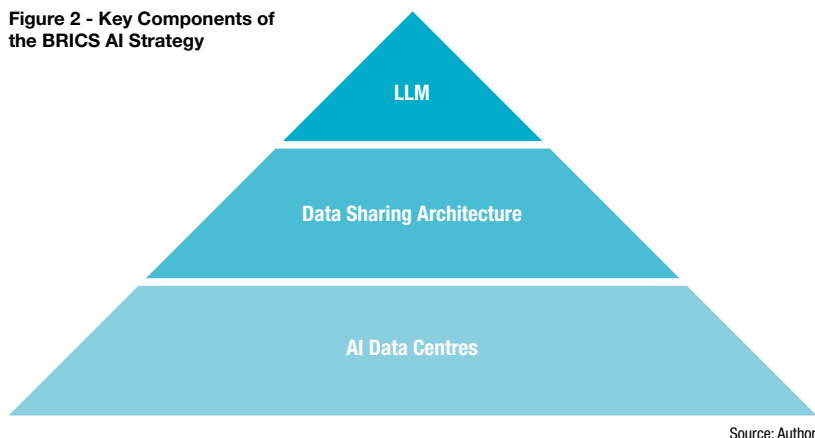 Figure 2 - Key Components of
the BRICS AI Strategy
LLM
Data Sharing Architecture
AI Data Centres
Source: Author